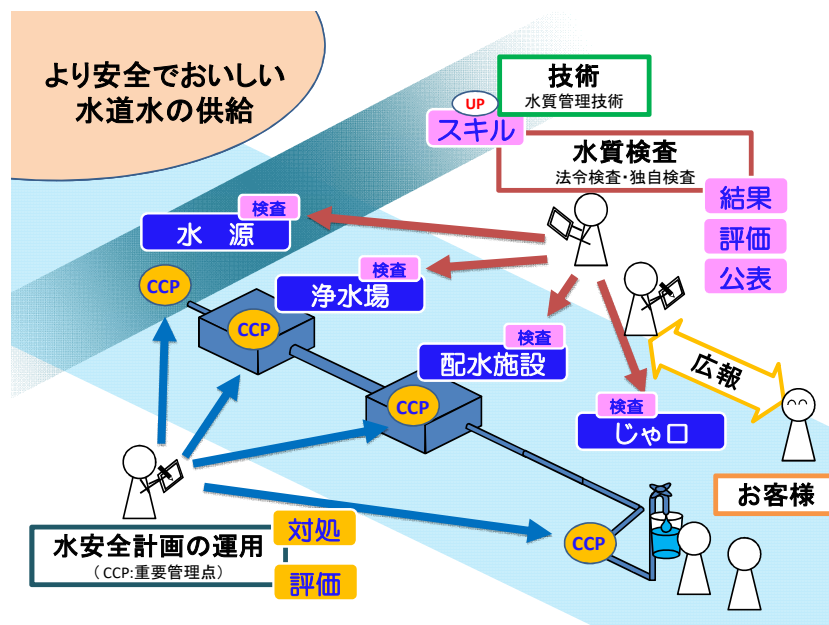 より安全でおいしい
水道水の供給
技術
水質管理技術
UP
スキル
水質検査
法令検査・独自検査
結果
評価
公表
検査
水　源
検査
浄水場
検査
配水施設
検査
じゃ口
CCP
CCP
CCP
CCP
広報
お客様
水安全計画の運用
（CCP:重要管理点）
対処
評価